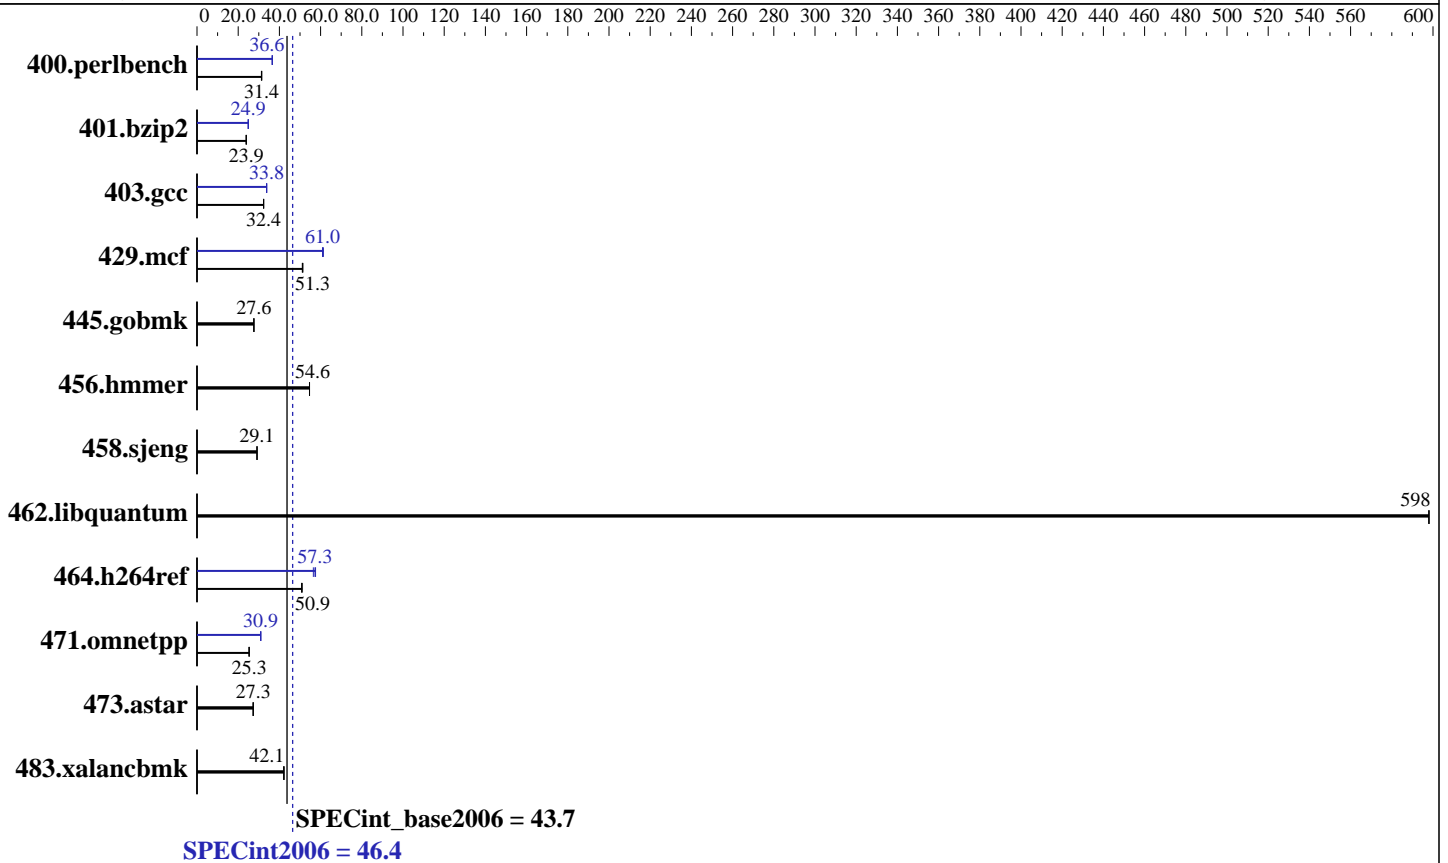 0 20.0 40.0 60.0 80.0 100 120 140 160 180 200 220 240 260 280 300 320 340 360 380 400 420 440 460 480 500 520 540 560 600
36.6
400.perlbench
31.4
24.9
401.bzip2
23.9
33.8
403.gcc
32.4
61.0
429.mcf
51.3
27.6
445.gobmk
54.6
456.hmmer
29.1
458.sjeng
598
462.libquantum
57.3
464.h264ref
50.9
30.9
471.omnetpp
25.3
27.3
473.astar
42.1
483.xalancbmk
SPECint_base2006 = 43.7
SPECint2006 = 46.4